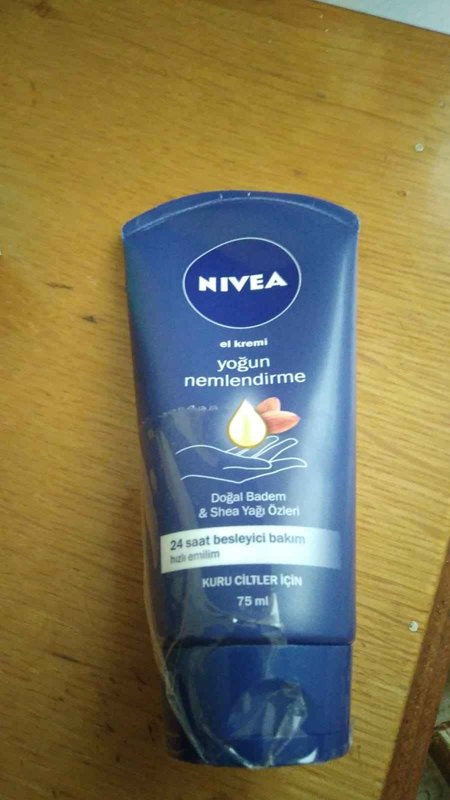 NIVEA
el kremi
yoğun
nemlendirme
Doğal Badem
& Shea Yağı Özleri
24 saat besleyici bakım
hızlı emilim
KURU CİLTLER İÇİN
75 ml